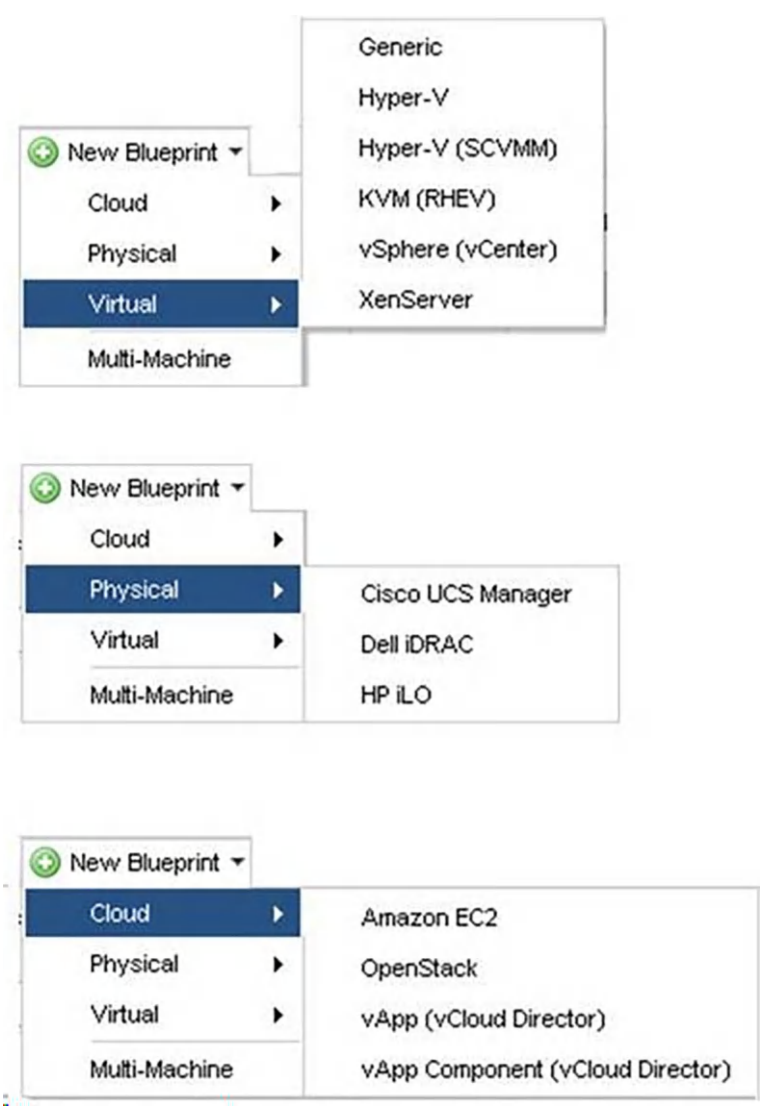 New Blueprint
Cloud
Physical
Virtual
Multi-Machine
Generic
Hyper-V
Hyper-V (SCVMM)
KVM (RHEV)
vSphere (vCenter)
XenServer
New Blueprint
Cloud
Physical
Virtual
Multi-Machine
Cisco UCS Manager
Dell iDRAC
HP iLO
New Blueprint
Cloud
Physical
Virtual
Multi-Machine
Amazon EC2
OpenStack
vApp (vCloud Director)
vApp Component (vCloud Director)